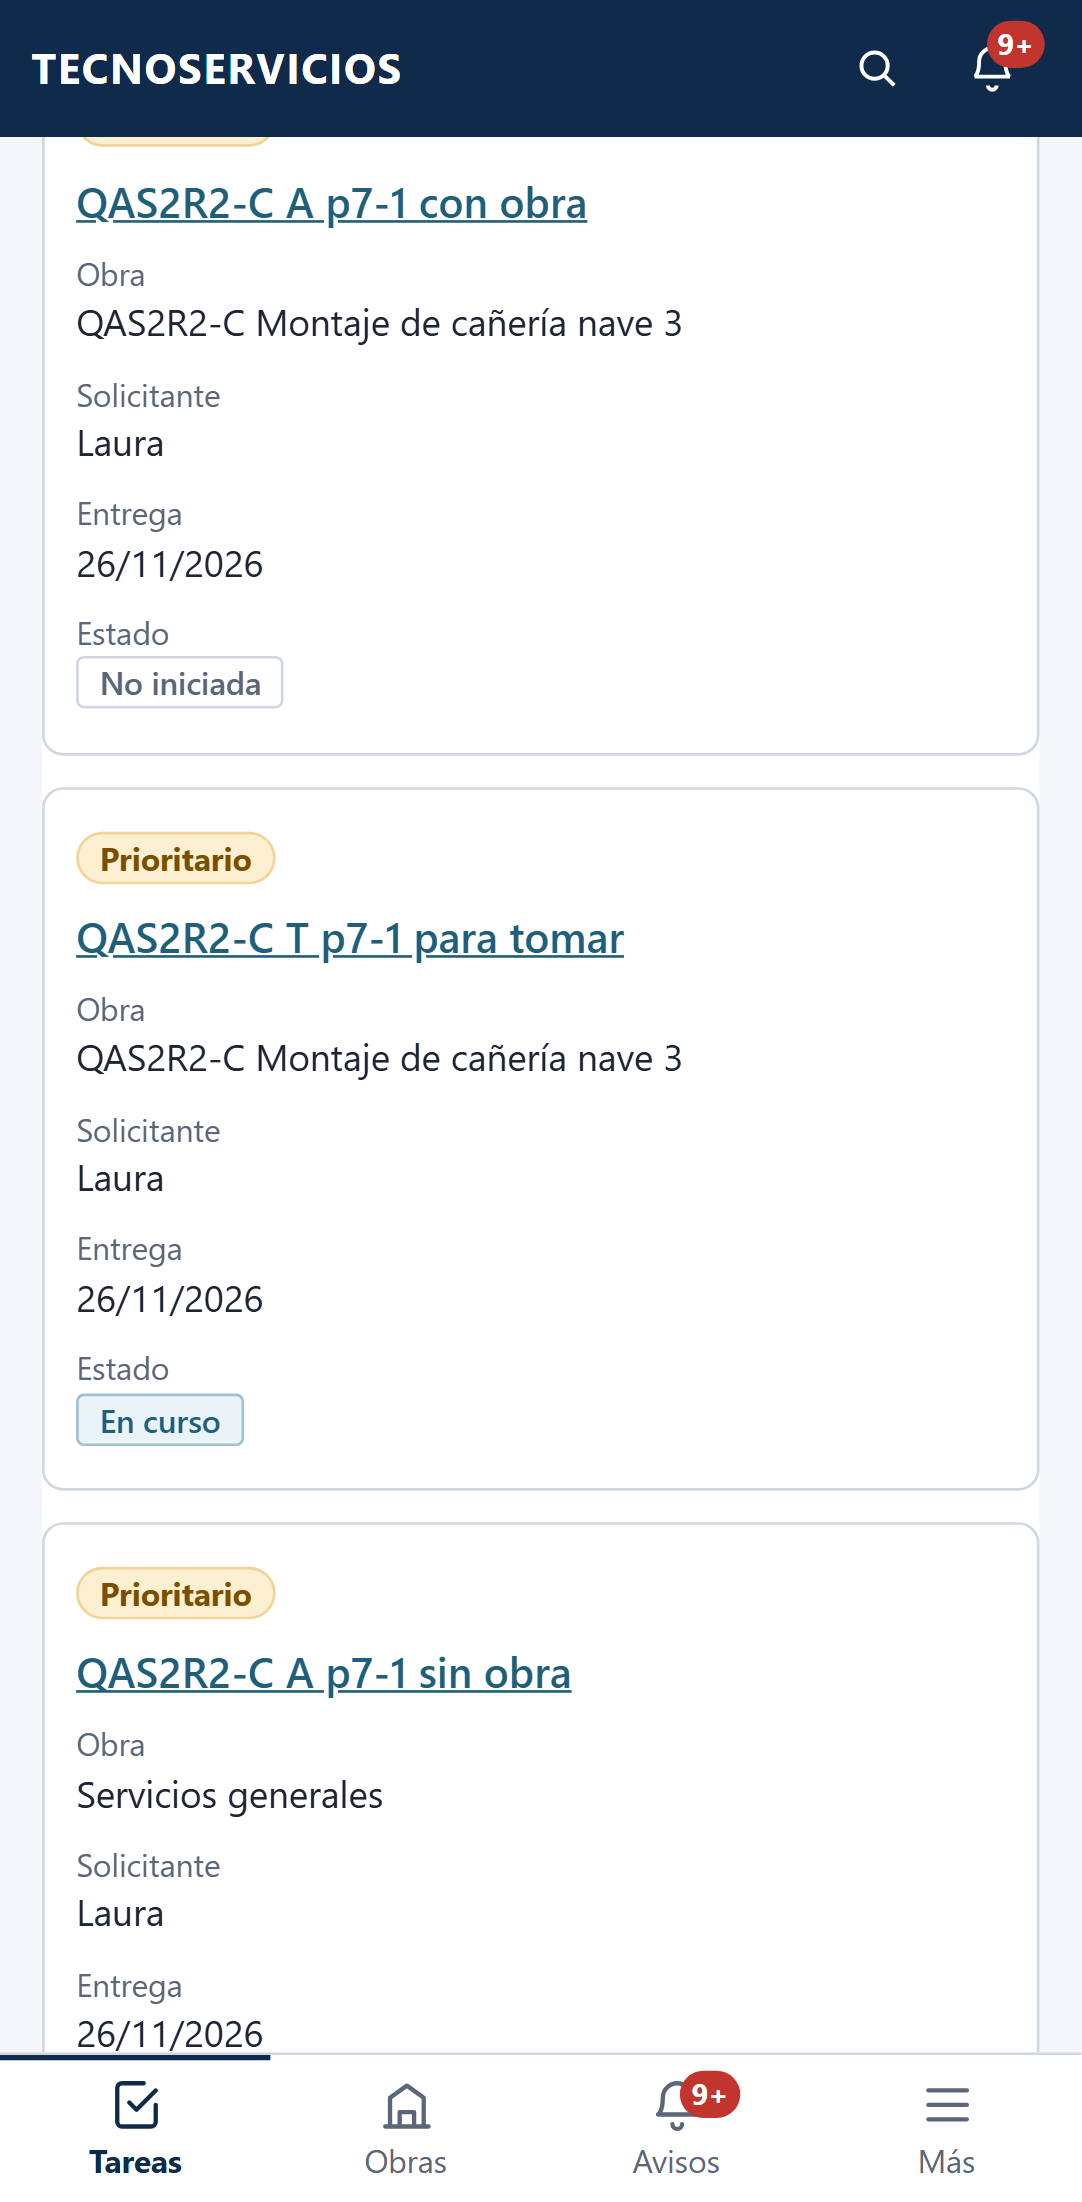 TECNOSERVICIOS
9+
QAS2R2-C A p7-1 con obra
Obra
QAS2R2-C Montaje de cañería nave 3
Solicitante
Laura
Entrega
26/11/2026
Estado
No iniciada
Prioritario
QAS2R2-C T p7-1 para tomar
Obra
QAS2R2-C Montaje de cañería nave 3
Solicitante
Laura
Entrega
26/11/2026
Estado
En curso
Prioritario
QAS2R2-C A p7-1 sin obra
Obra
Servicios generales
Solicitante
Laura
Entrega
26/11/2026
9+
Tareas
Obras
Avisos
Más